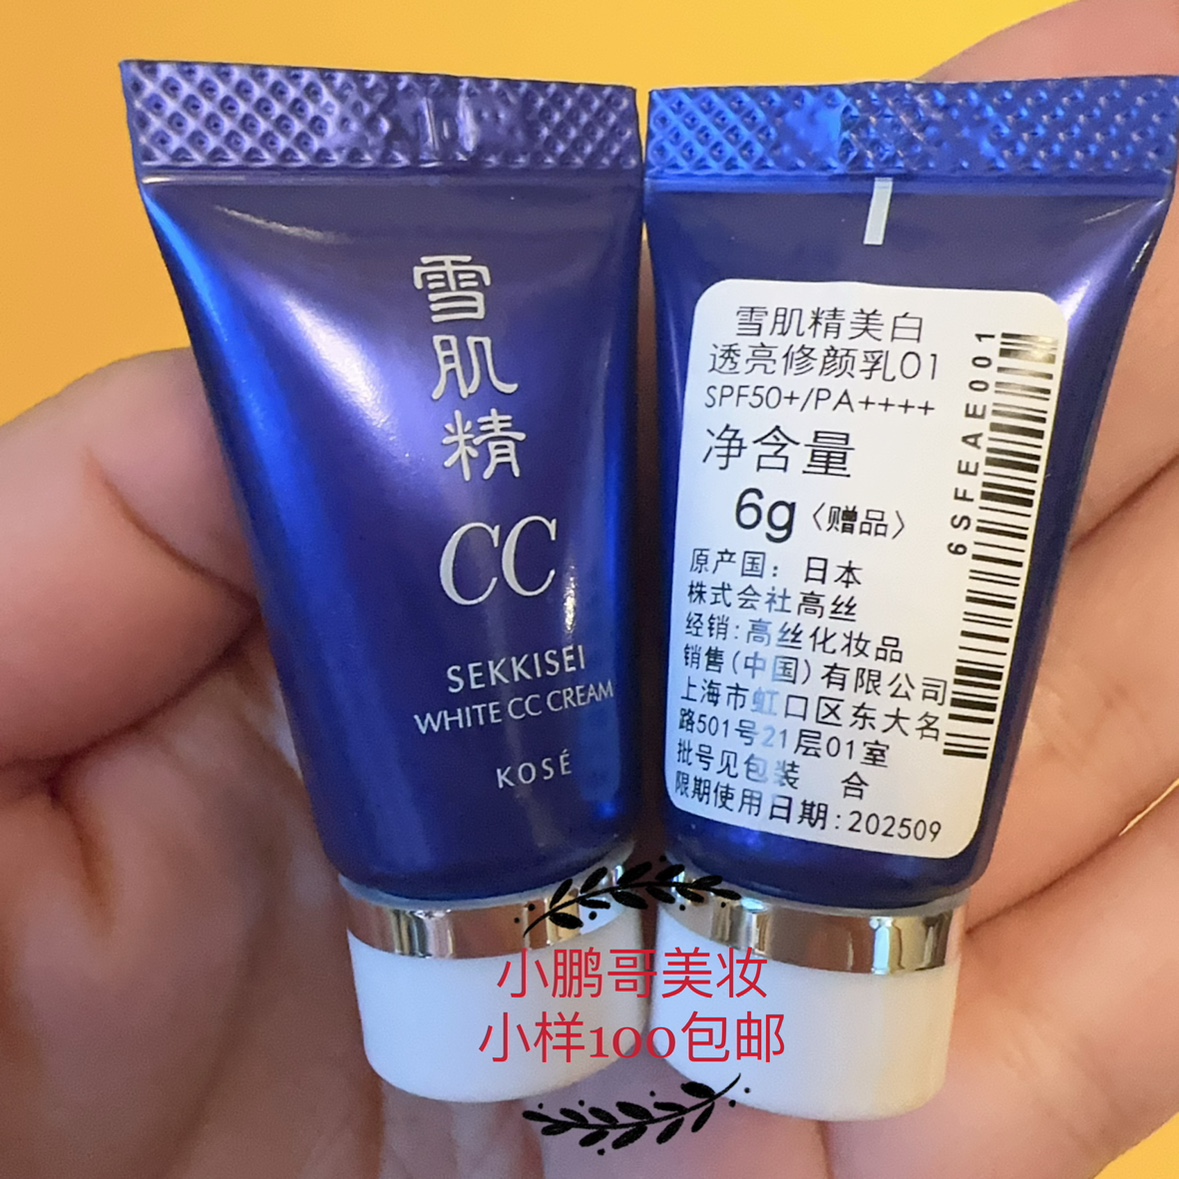 雪肌精
CC
SEKKISEI
WHITE CC CREAM
KOSÉ
雪肌精美白
透亮修颜乳01
SPF50+/PA++++
净含量
6g〈赠品〉
原产国：日本
株式会社高丝
经销:高丝化妆品
销售(中国)有限公司
上海市虹口区东大名
路501号21层01室
批号见包装 合
限期使用日期:202509
6SFEAE001
小鹏哥美妆
小样100包邮